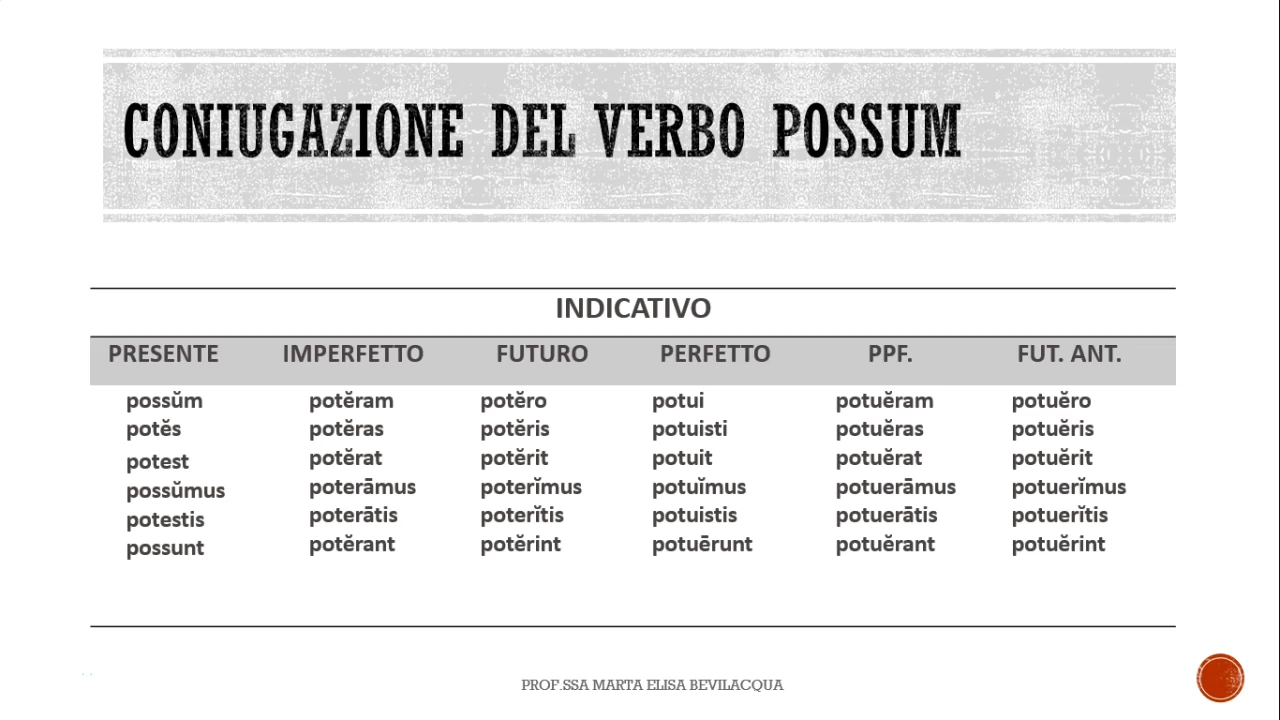 CONIUGAZIONE DEL VERBO POSSUM
INDICATIVO
PRESENTE IMPERFETTO FUTURO PERFETTO PPF. FUT. ANT.
possŭm potĕram potĕro potui potuĕram potuĕro
potĕs potĕras potĕris potuisti potuĕras potuĕris
potest potĕrat potĕrit potuit potuĕrat potuĕrit
possŭmus poterāmus poterĭmus potuĭmus potuerāmus potuerĭmus
potestis poterātis poterĭtis potuistis potuerātis potuerĭtis
possunt potĕrant potĕrint potuērunt potuĕrant potuĕrint
PROF.SSA MARTA ELISA BEVILACQUA